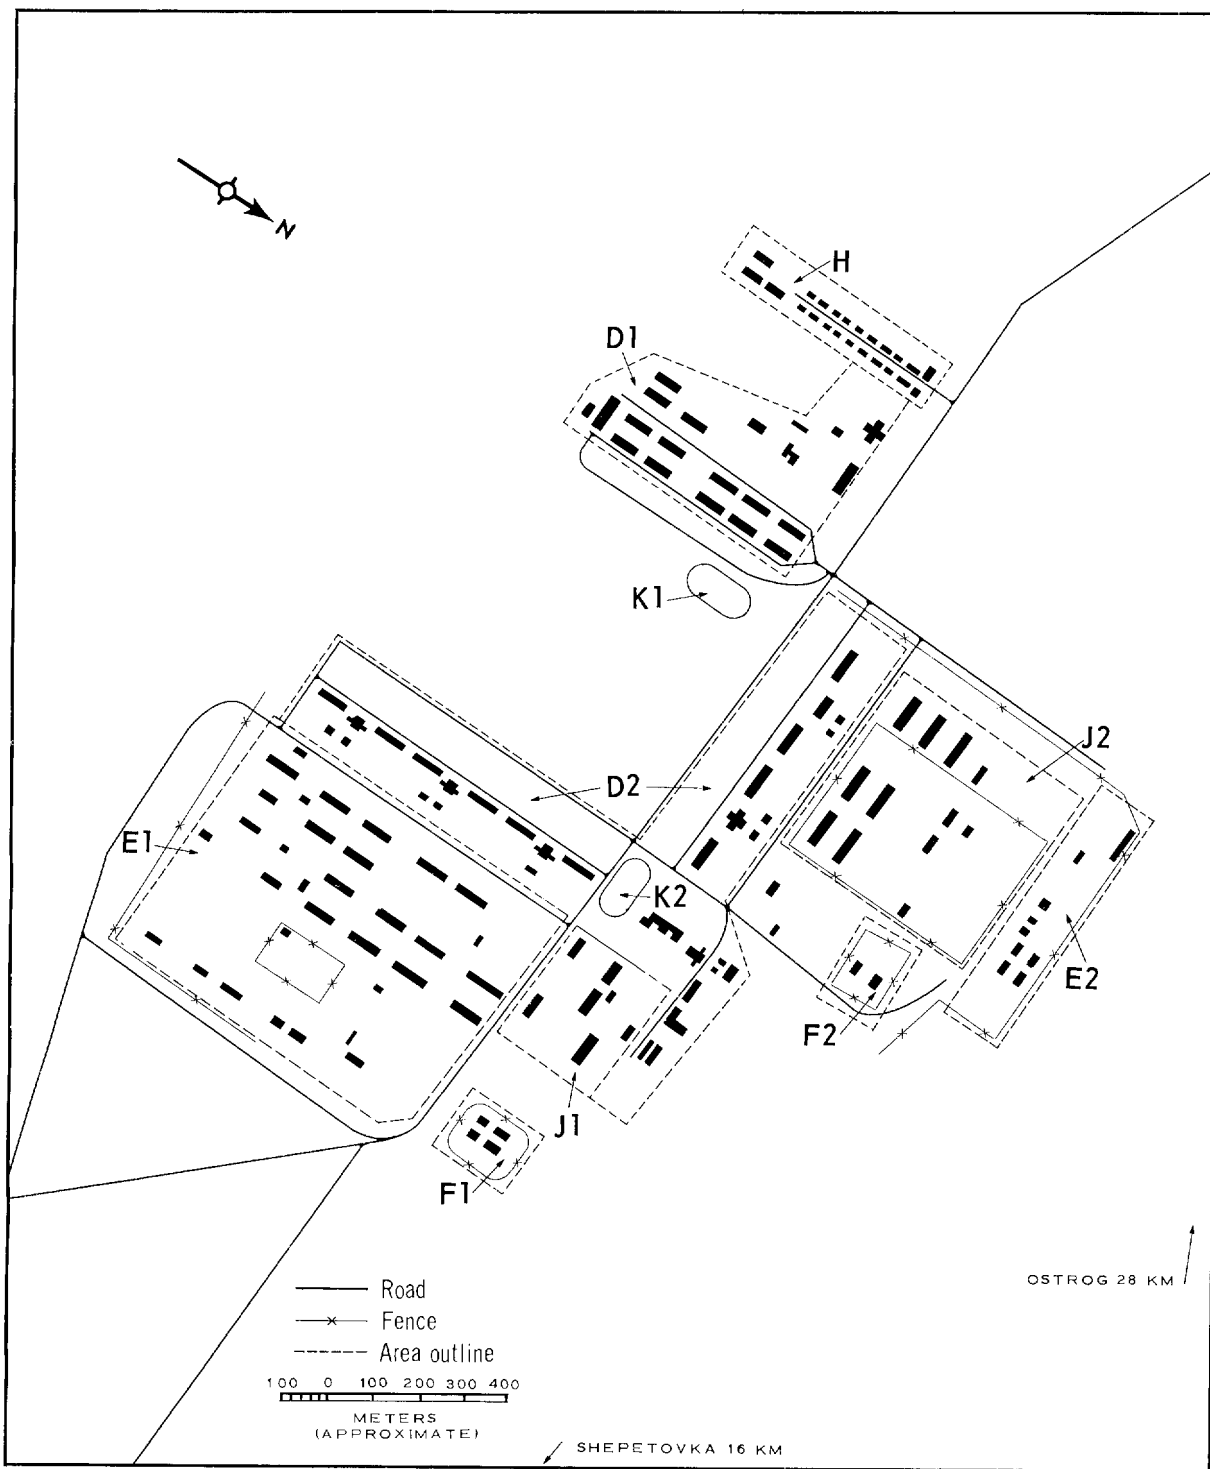 N
H
D1
K1
J2
D2
E1
K2
E2
F2
J1
F1
OSTROG 28 KM
Road
Fence
Area outline
100 0 100 200 300 400
METERS
(APPROXIMATE)
SHEPETOVKA 16 KM